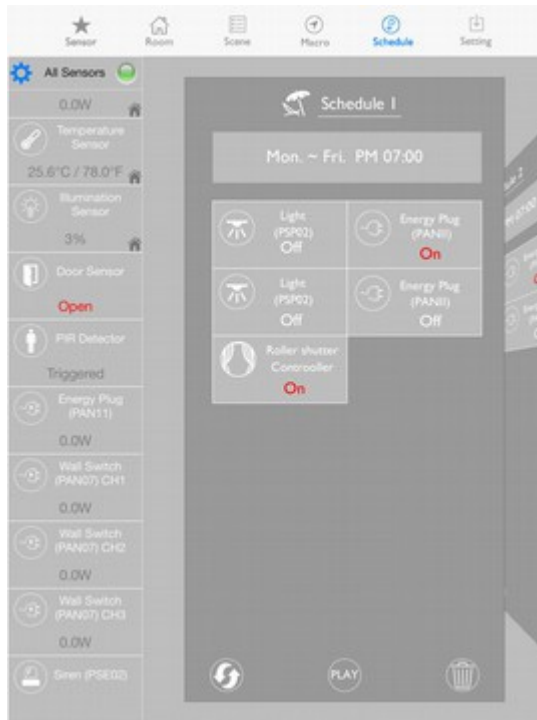 Sensor
Room
Scene
Macro
Schedule
Setting
All Sensors
0.0W
Temperature
Sensor
25.6°C / 78.0°F
Illumination
Sensor
3%
Door Sensor
Open
PIR Detector
Triggered
Energy Plug
(PAN11)
0.0W
Wall Switch
(PAN07) CH1
0.0W
Wall Switch
(PAN07) CH2
0.0W
Wall Switch
(PAN07) CH3
0.0W
Siren (PSE02)
Schedule 1
Mon. ~ Fri. PM 07:00
Light
(PSP02)
Off
Energy Plug
(PAN11)
On
Light
(PSP02)
Off
Energy Plug
(PAN11)
Off
Roller shutter
Controoller
On
PLAY